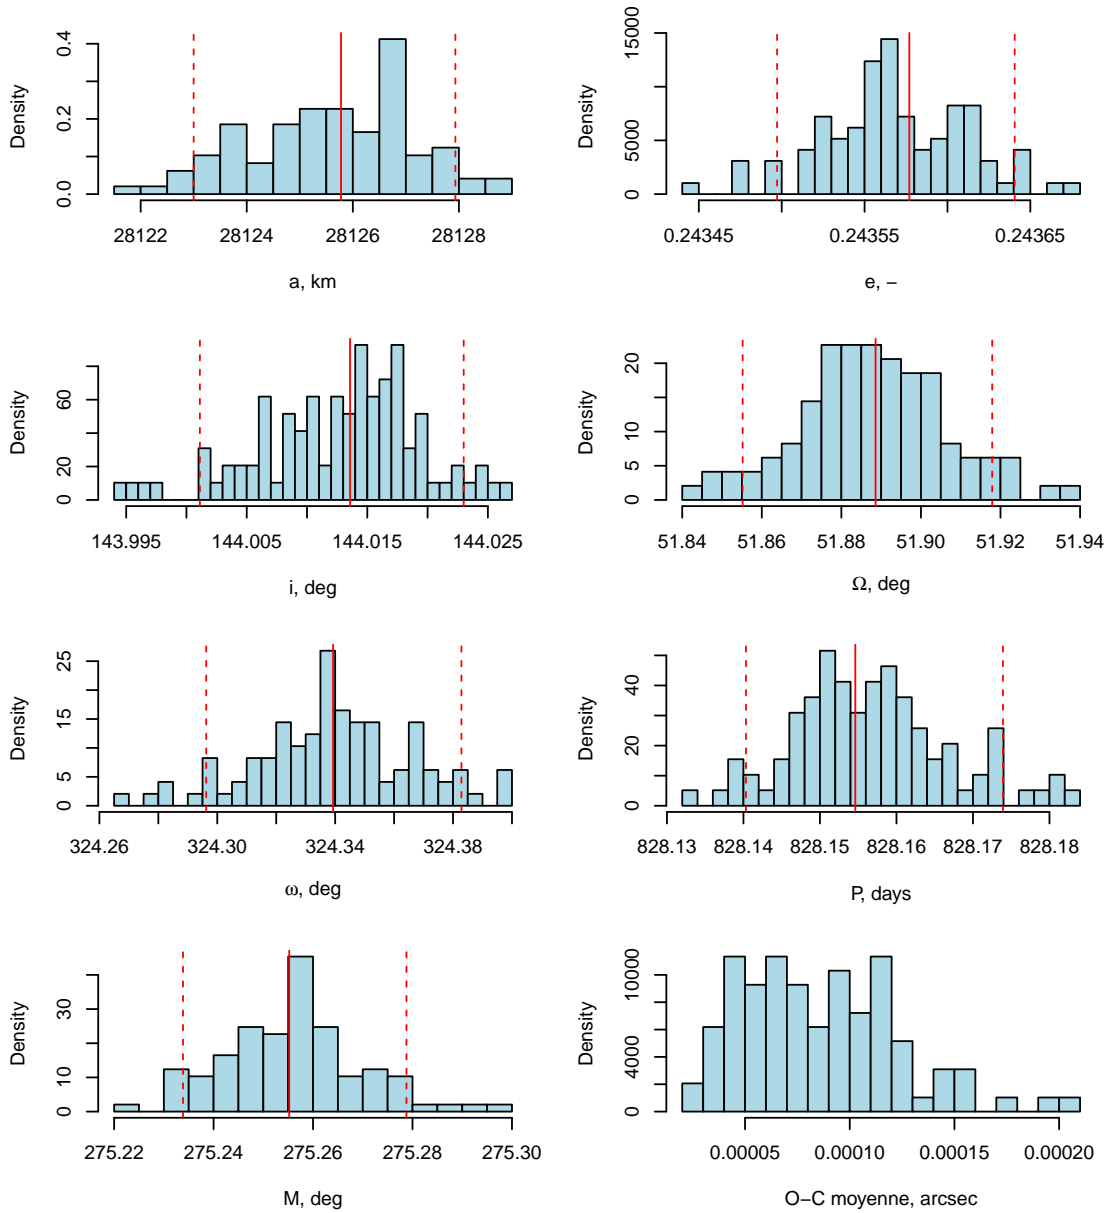 Density
0.0 0.2 0.4
28122 28124 28126 28128
a, km
Density
0 5000 15000
0.24345 0.24355 0.24365
e, −
Density
0 20 60
143.995 144.005 144.015 144.025
i, deg
Density
0 5 10 20
51.84 51.86 51.88 51.90 51.92 51.94
Ω, deg
Density
0 5 15 25
324.26 324.30 324.34 324.38
ω, deg
Density
0 20 40
828.13 828.14 828.15 828.16 828.17 828.18
P, days
Density
0 10 30
275.22 275.24 275.26 275.28 275.30
M, deg
Density
0 4000 10000
0.00005 0.00010 0.00015 0.00020
O−C moyenne, arcsec